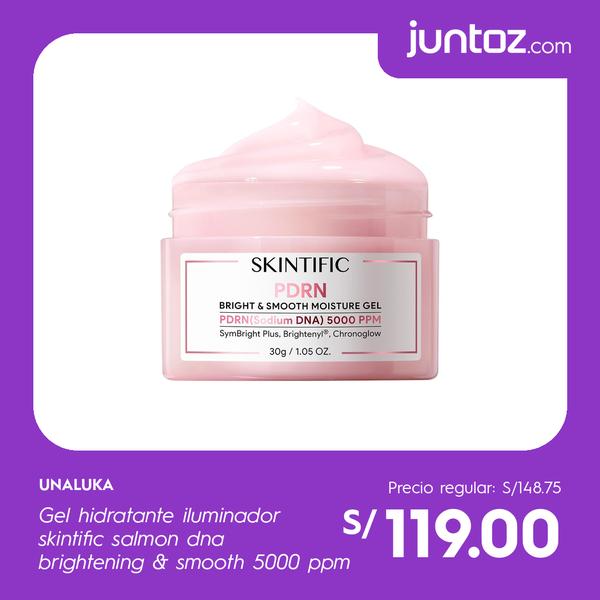 juntoz.com
SKINTIFIC
PDRN
BRIGHT & SMOOTH MOISTURE GEL
PDRN(Sodium DNA) 5000 PPM
SymBright Plus, Brightenyl®, Chronoglow
30g / 1.05 OZ.
UNALUKA
Gel hidratante iluminador
skintific salmon dna
brightening & smooth 5000 ppm
Precio regular: S/148.75
S/119.00